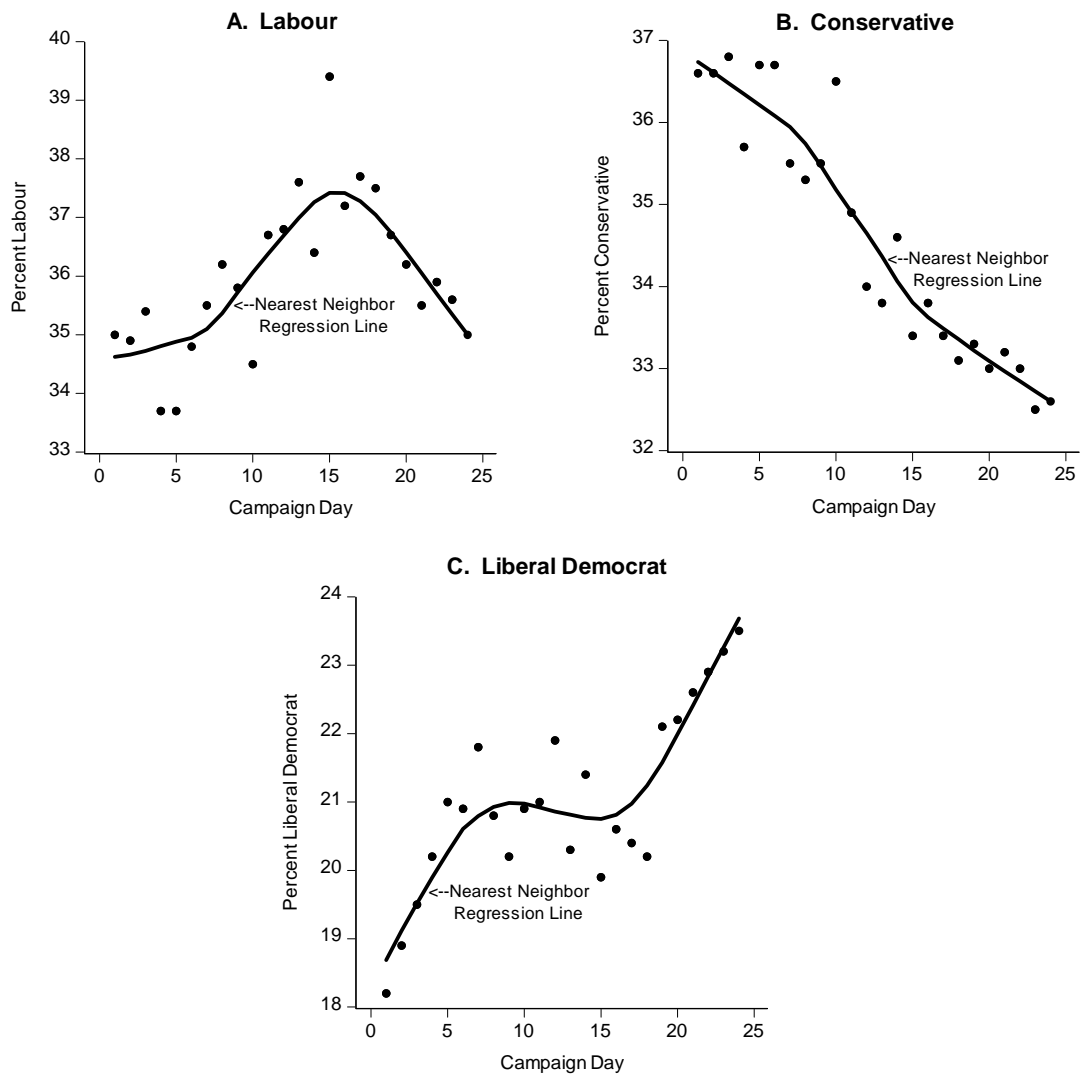 A. Labour
40
39
38
37
36
35
34
33
Percent Labour
<--Nearest Neighbor
Regression Line
0 5 10 15 20 25
Campaign Day
B. Conservative
37
36
35
34
33
32
Percent Conservative
<--Nearest Neighbor
Regression Line
0 5 10 15 20 25
Campaign Day
C. Liberal Democrat
24
23
22
21
20
19
18
Percent Liberal Democrat
<--Nearest Neighbor
Regression Line
0 5 10 15 20 25
Campaign Day